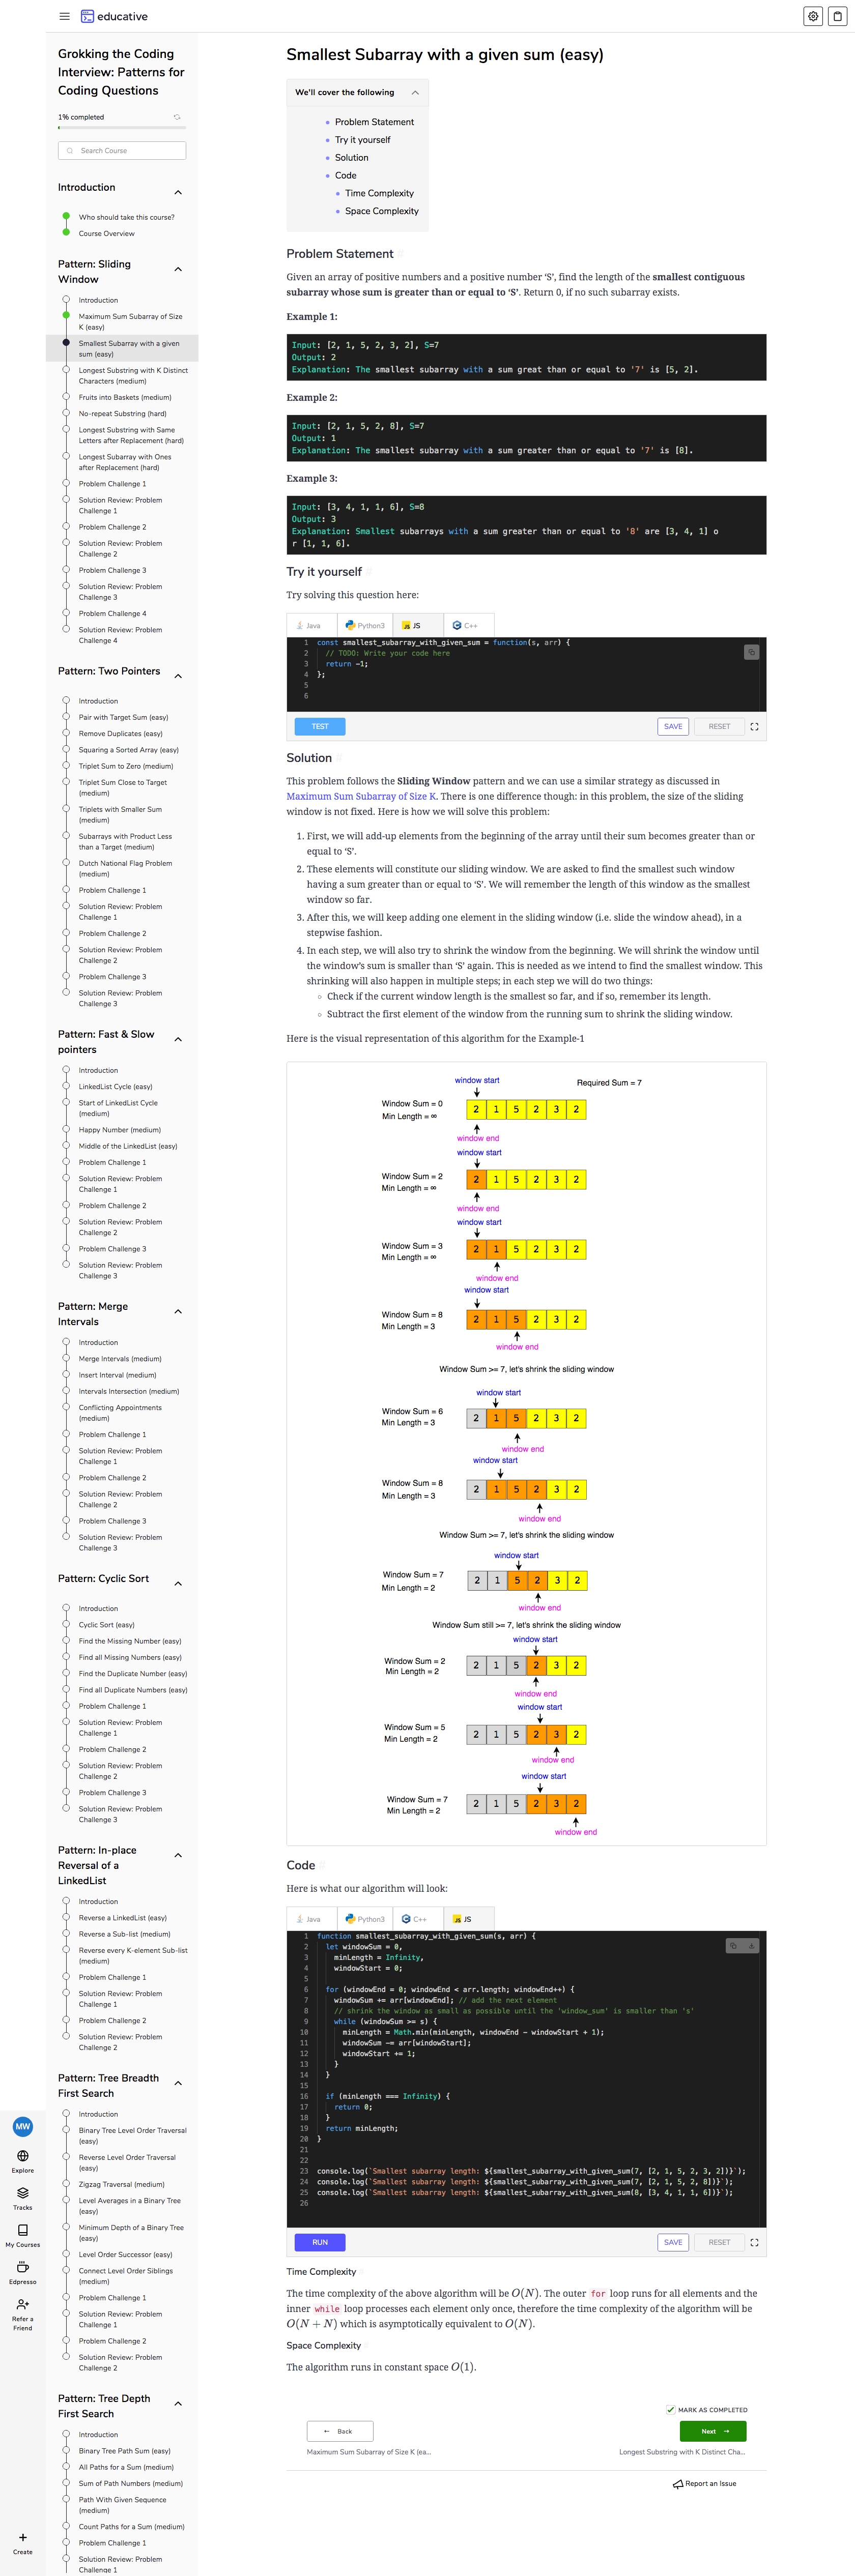 educative
Grokking the Coding
Interview: Patterns for
Coding Questions
1% completed
Search Course
Introduction
Who should take this course?
Course Overview
Pattern: Sliding
Window
Introduction
Maximum Sum Subarray of Size
K (easy)
Smallest Subarray with a given
sum (easy)
Longest Substring with K Distinct
Characters (medium)
Fruits into Baskets (medium)
No-repeat Substring (hard)
Longest Substring with Same
Letters after Replacement (hard)
Longest Subarray with Ones
after Replacement (hard)
Problem Challenge 1
Solution Review: Problem
Challenge 1
Problem Challenge 2
Solution Review: Problem
Challenge 2
Problem Challenge 3
Solution Review: Problem
Challenge 3
Problem Challenge 4
Solution Review: Problem
Challenge 4
Pattern: Two Pointers
Introduction
Pair with Target Sum (easy)
Remove Duplicates (easy)
Squaring a Sorted Array (easy)
Triplet Sum to Zero (medium)
Triplet Sum Close to Target
(medium)
Triplets with Smaller Sum
(medium)
Subarrays with Product Less
than a Target (medium)
Dutch National Flag Problem
(medium)
Problem Challenge 1
Solution Review: Problem
Challenge 1
Problem Challenge 2
Solution Review: Problem
Challenge 2
Problem Challenge 3
Solution Review: Problem
Challenge 3
Pattern: Fast & Slow
pointers
Introduction
LinkedList Cycle (easy)
Start of LinkedList Cycle
(medium)
Happy Number (medium)
Middle of the LinkedList (easy)
Problem Challenge 1
Solution Review: Problem
Challenge 1
Problem Challenge 2
Solution Review: Problem
Challenge 2
Problem Challenge 3
Solution Review: Problem
Challenge 3
Pattern: Merge
Intervals
Introduction
Merge Intervals (medium)
Insert Interval (medium)
Intervals Intersection (medium)
Conflicting Appointments
(medium)
Problem Challenge 1
Solution Review: Problem
Challenge 1
Problem Challenge 2
Solution Review: Problem
Challenge 2
Problem Challenge 3
Solution Review: Problem
Challenge 3
Pattern: Cyclic Sort
Introduction
Cyclic Sort (easy)
Find the Missing Number (easy)
Find all Missing Numbers (easy)
Find the Duplicate Number (easy)
Find all Duplicate Numbers (easy)
Problem Challenge 1
Solution Review: Problem
Challenge 1
Problem Challenge 2
Solution Review: Problem
Challenge 2
Problem Challenge 3
Solution Review: Problem
Challenge 3
Pattern: In-place
Reversal of a
LinkedList
Introduction
Reverse a LinkedList (easy)
Reverse a Sub-list (medium)
Reverse every K-element Sub-list
(medium)
Problem Challenge 1
Solution Review: Problem
Challenge 1
Problem Challenge 2
Solution Review: Problem
Challenge 2
Pattern: Tree Breadth
First Search
Introduction
Binary Tree Level Order Traversal
(easy)
Reverse Level Order Traversal
(easy)
Zigzag Traversal (medium)
Level Averages in a Binary Tree
(easy)
Minimum Depth of a Binary Tree
(easy)
Level Order Successor (easy)
Connect Level Order Siblings
(medium)
Problem Challenge 1
Solution Review: Problem
Challenge 1
Problem Challenge 2
Solution Review: Problem
Challenge 2
Pattern: Tree Depth
First Search
Introduction
Binary Tree Path Sum (easy)
All Paths for a Sum (medium)
Sum of Path Numbers (medium)
Path With Given Sequence
(medium)
Count Paths for a Sum (medium)
Problem Challenge 1
Solution Review: Problem
Challenge 1
MW
Explore
Tracks
My Courses
Edpresso
Refer a
Friend
Create
Smallest Subarray with a given sum (easy)
We'll cover the following
Problem Statement
Try it yourself
Solution
Code
Time Complexity
Space Complexity
Problem Statement
Given an array of positive numbers and a positive number ‘S’, find the length of the smallest contiguous
subarray whose sum is greater than or equal to ‘S’. Return 0, if no such subarray exists.
Example 1:
Input: [2, 1, 5, 2, 3, 2], S=7
Output: 2
Explanation: The smallest subarray with a sum great than or equal to '7' is [5, 2].
Example 2:
Input: [2, 1, 5, 2, 8], S=7
Output: 1
Explanation: The smallest subarray with a sum greater than or equal to '7' is [8].
Example 3:
Input: [3, 4, 1, 1, 6], S=8
Output: 3
Explanation: Smallest subarrays with a sum greater than or equal to '8' are [3, 4, 1] o
r [1, 1, 6].
Try it yourself
Try solving this question here:
Java Python3 JS C++
1 const smallest_subarray_with_given_sum = function(s, arr) {
2 // TODO: Write your code here
3 return -1;
4 };
5
6
TEST SAVE RESET
Solution
This problem follows the Sliding Window pattern and we can use a similar strategy as discussed in
Maximum Sum Subarray of Size K. There is one difference though: in this problem, the size of the sliding
window is not fixed. Here is how we will solve this problem:
1. First, we will add-up elements from the beginning of the array until their sum becomes greater than or
equal to ‘S’.
2. These elements will constitute our sliding window. We are asked to find the smallest such window
having a sum greater than or equal to ‘S’. We will remember the length of this window as the smallest
window so far.
3. After this, we will keep adding one element in the sliding window (i.e. slide the window ahead), in a
stepwise fashion.
4. In each step, we will also try to shrink the window from the beginning. We will shrink the window until
the window’s sum is smaller than ‘S’ again. This is needed as we intend to find the smallest window. This
shrinking will also happen in multiple steps; in each step we will do two things:
Check if the current window length is the smallest so far, and if so, remember its length.
Subtract the first element of the window from the running sum to shrink the sliding window.
Here is the visual representation of this algorithm for the Example-1
window start Required Sum = 7
Window Sum = 0
Min Length = ∞
2 1 5 2 3 2
window end
window start
Window Sum = 2
Min Length = ∞
2 1 5 2 3 2
window end
window start
Window Sum = 3
Min Length = ∞
2 1 5 2 3 2
window end
window start
Window Sum = 8
Min Length = 3
2 1 5 2 3 2
window end
Window Sum >= 7, let's shrink the sliding window
window start
Window Sum = 6
Min Length = 3
2 1 5 2 3 2
window end
window start
Window Sum = 8
Min Length = 3
2 1 5 2 3 2
window end
Window Sum >= 7, let's shrink the sliding window
window start
Window Sum = 7
Min Length = 2
2 1 5 2 3 2
window end
Window Sum still >= 7, let's shrink the sliding window
window start
Window Sum = 2
Min Length = 2
2 1 5 2 3 2
window end
window start
Window Sum = 5
Min Length = 2
2 1 5 2 3 2
window end
window start
Window Sum = 7
Min Length = 2
2 1 5 2 3 2
window end
Code
Here is what our algorithm will look:
Java Python3 C++ JS
1 function smallest_subarray_with_given_sum(s, arr) {
2 let windowSum = 0,
3 minLength = Infinity,
4 windowStart = 0;
5
6 for (windowEnd = 0; windowEnd < arr.length; windowEnd++) {
7 windowSum += arr[windowEnd]; // add the next element
8 // shrink the window as small as possible until the 'window_sum' is smaller than 's'
9 while (windowSum >= s) {
10 minLength = Math.min(minLength, windowEnd - windowStart + 1);
11 windowSum -= arr[windowStart];
12 windowStart += 1;
13 }
14 }
15
16 if (minLength === Infinity) {
17 return 0;
18 }
19 return minLength;
20 }
21
22
23 console.log(`Smallest subarray length: ${smallest_subarray_with_given_sum(7, [2, 1, 5, 2, 3, 2])}`);
24 console.log(`Smallest subarray length: ${smallest_subarray_with_given_sum(7, [2, 1, 5, 2, 8])}`);
25 console.log(`Smallest subarray length: ${smallest_subarray_with_given_sum(8, [3, 4, 1, 1, 6])}`);
26
RUN SAVE RESET
Time Complexity
The time complexity of the above algorithm will be O(N). The outer for loop runs for all elements and the
inner while loop processes each element only once, therefore the time complexity of the algorithm will be
O(N + N) which is asymptotically equivalent to O(N).
Space Complexity
The algorithm runs in constant space O(1).
MARK AS COMPLETED
← Back Next →
Maximum Sum Subarray of Size K (ea... Longest Substring with K Distinct Cha...
Report an Issue